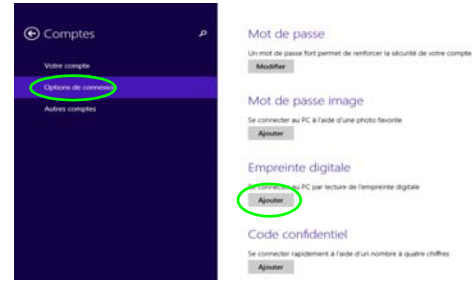 Comptes
Votre compte
Options de connexion
Autres comptes
Mot de passe
Un mot de passe fort permet de renforcer la sécurité de votre compte
Modifier
Mot de passe image
Se connecter au PC à l'aide d'une photo favorite
Ajouter
Empreinte digitale
Se connecter au PC par lecture de l'empreinte digitale
Ajouter
Code confidentiel
Se connecter rapidement à l'aide d'un nombre à quatre chiffres
Ajouter